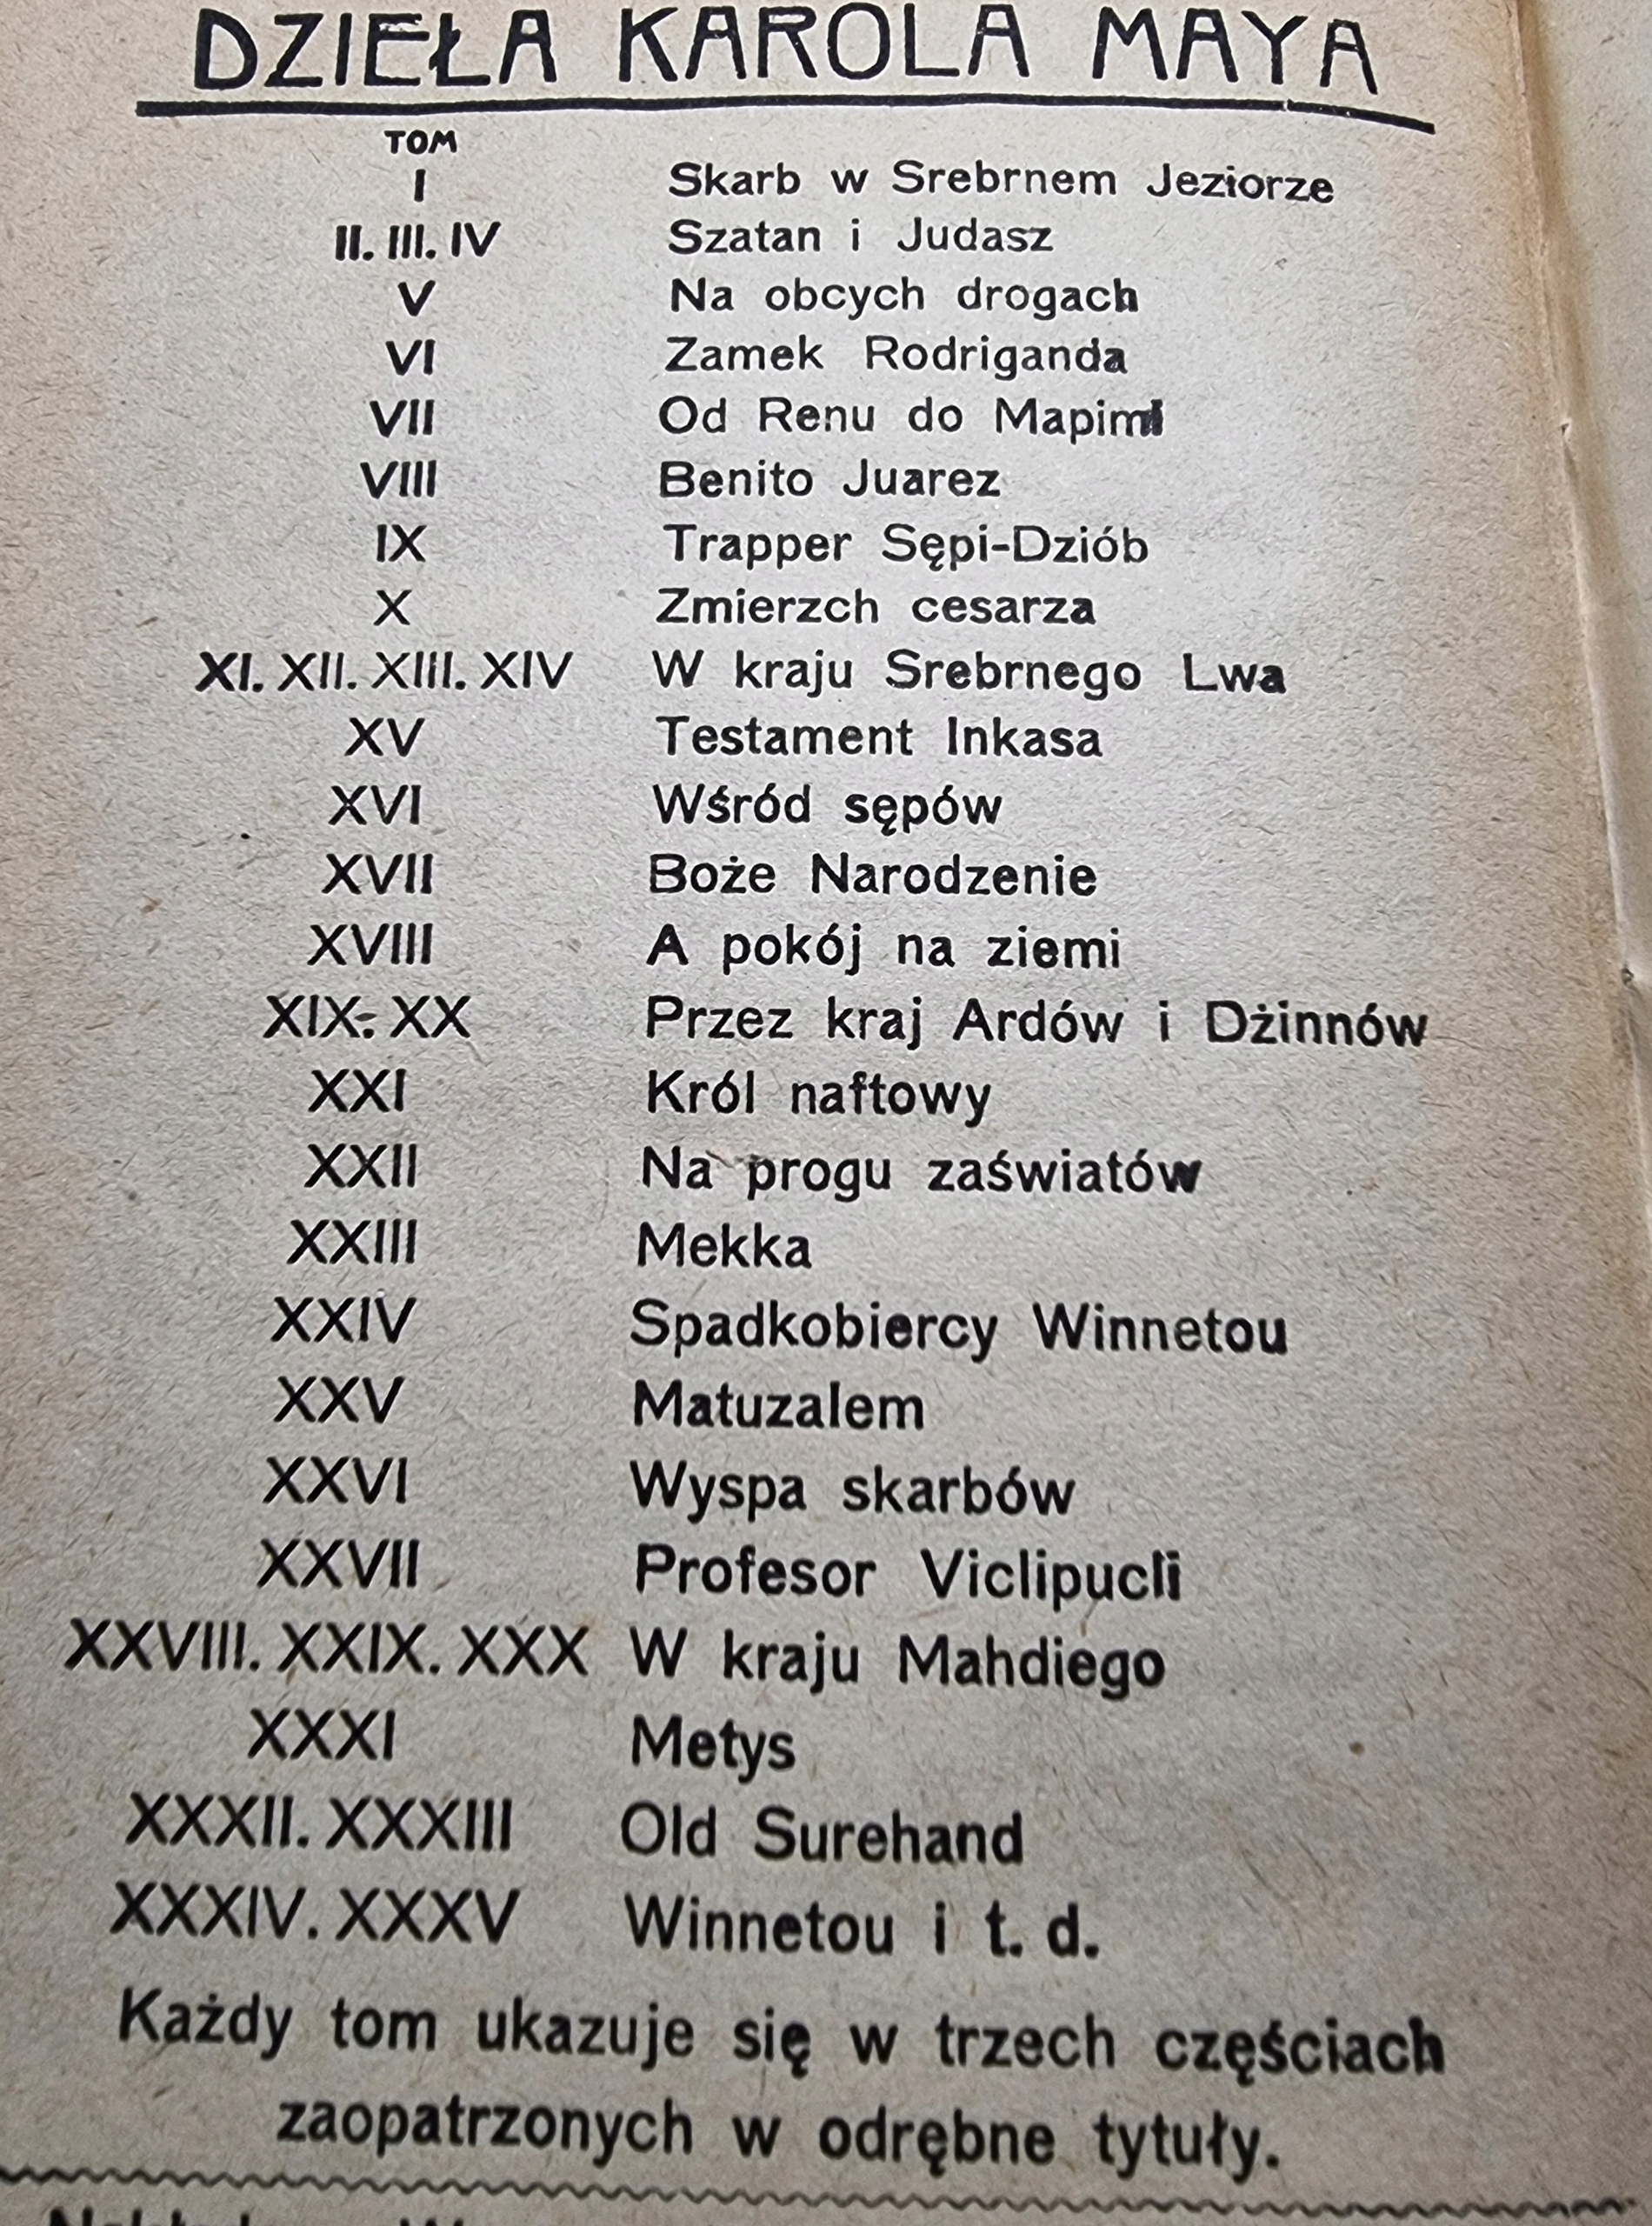 DZIEŁA KAROLA MAYA
TOM
I Skarb w Srebrnem Jeziorze
II. III. IV Szatan i Judasz
V Na obcych drogach
VI Zamek Rodriganda
VII Od Renu do Mapimi
VIII Benito Juarez
IX Trapper Sępi-Dziób
X Zmierzch cesarza
XI. XII. XIII. XIV W kraju Srebrnego Lwa
XV Testament Inkasa
XVI Wśród sępów
XVII Boże Narodzenie
XVIII A pokój na ziemi
XIX. XX Przez kraj Ardów i Dżinnów
XXI Król naftowy
XXII Na progu zaświatów
XXIII Mekka
XXIV Spadkobiercy Winnetou
XXV Matuzalem
XXVI Wyspa skarbów
XXVII Profesor Viclipucli
XXVIII. XXIX. XXX W kraju Mahdiego
XXXI Metys
XXXII. XXXIII Old Surehand
XXXIV. XXXV Winnetou i t. d.
Każdy tom ukazuje się w trzech częściach
zaopatrzonych w odrębne tytuły.